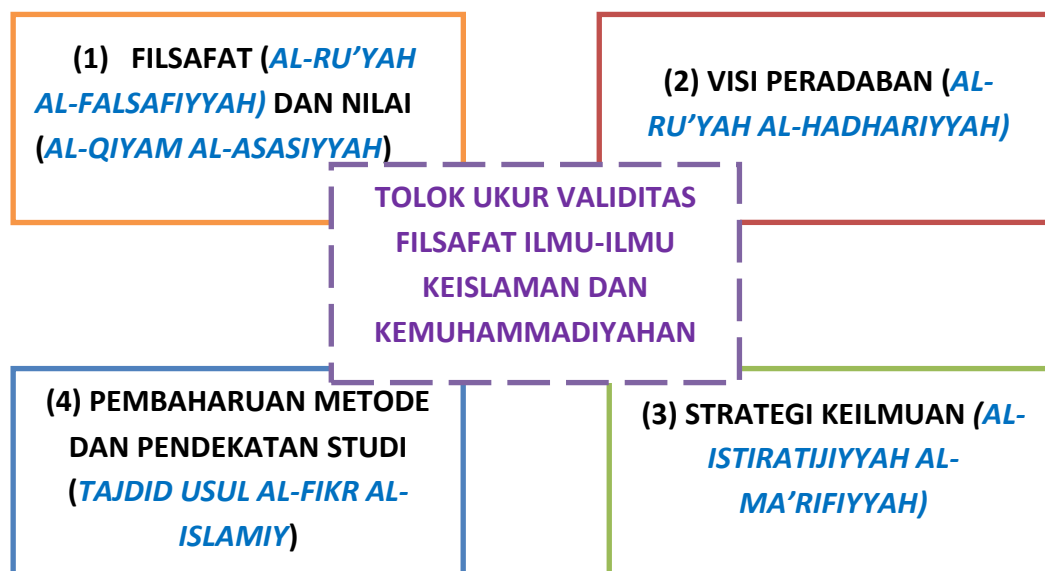 (1) FILSAFAT (AL-RU’YAH
AL-FALSAFIYYAH) DAN NILAI
(AL-QIYAM AL-ASASIYYAH)
(2) VISI PERADABAN (AL-
RU’YAH AL-HADHARIYYAH)
TOLOK UKUR VALIDITAS
FILSAFAT ILMU-ILMU
KEISLAMAN DAN
KEMUHAMMADIYAHAN
(4) PEMBAHARUAN METODE
DAN PENDEKATAN STUDI
(TAJDID USUL AL-FIKR AL-
ISLAMIY)
(3) STRATEGI KEILMUAN (AL-
ISTIRATIJIYYAH AL-
MA’RIFIYYAH)